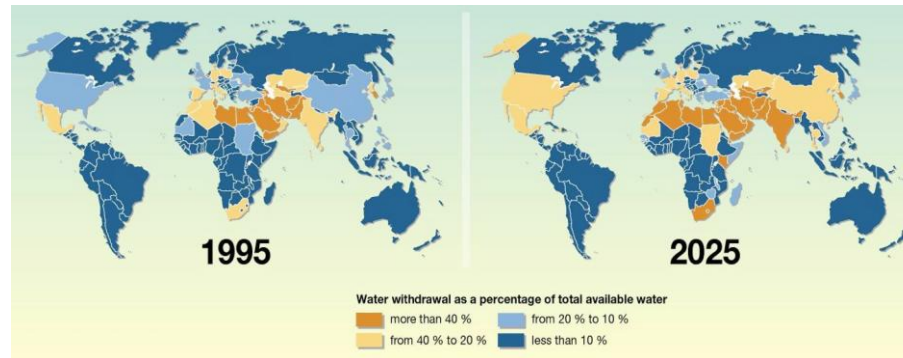 1995
2025
Water withdrawal as a percentage of total available water
more than 40 %
from 20 % to 10 %
from 40 % to 20 %
less than 10 %